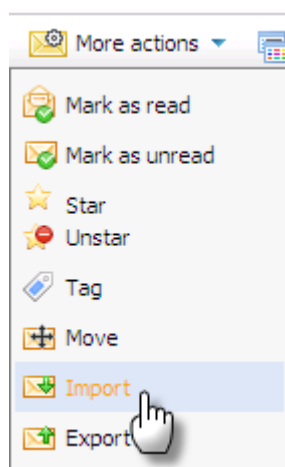 More actions
Mark as read
Mark as unread
Star
Unstar
Tag
Move
Import
Export